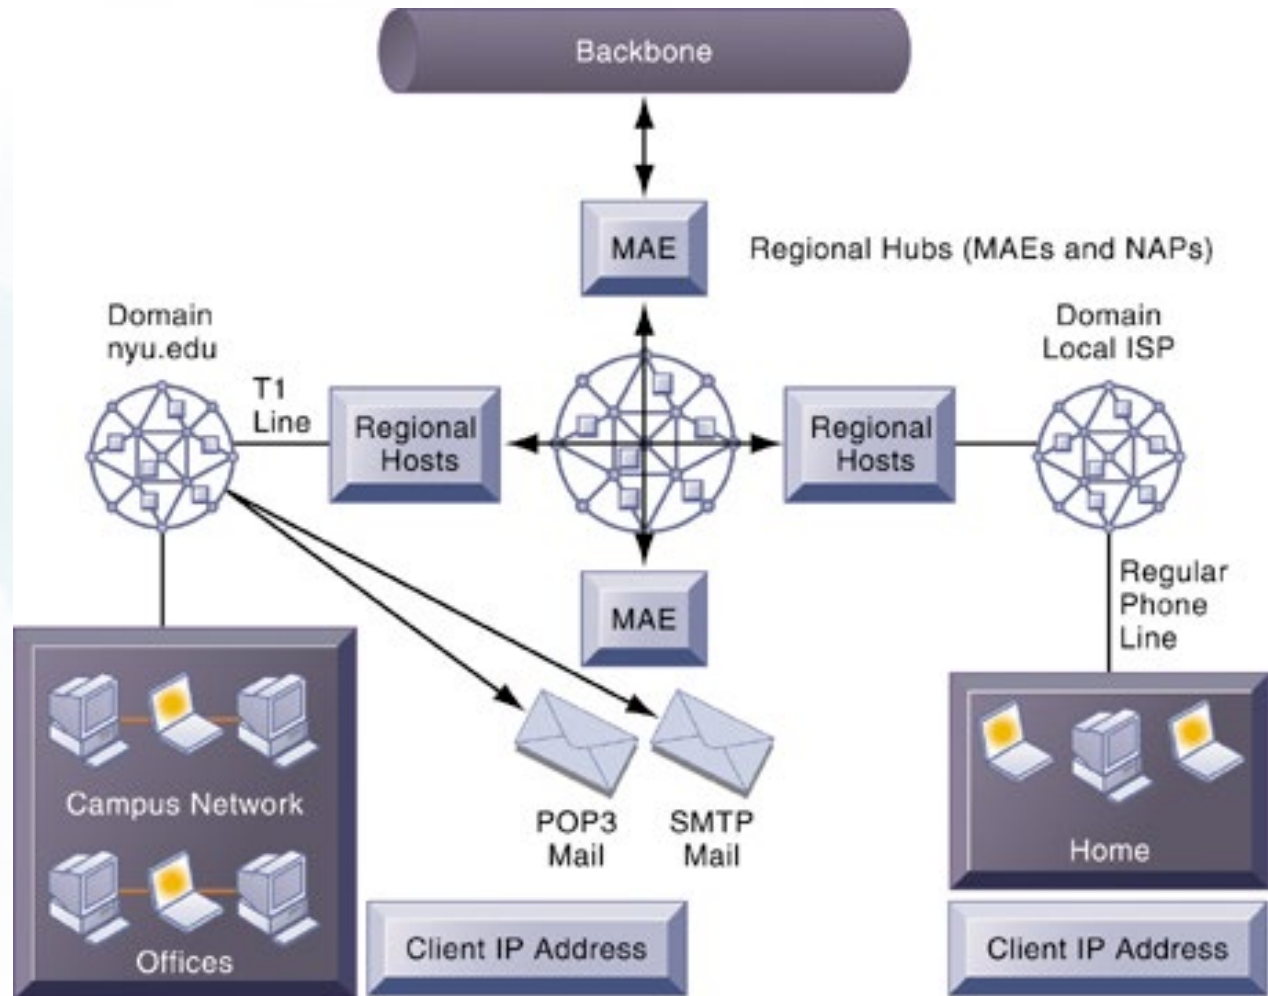 Backbone
MAE
Regional Hubs (MAEs and NAPs)
Domain
nyu.edu
Domain
Local ISP
T1
Line
Regional
Hosts
Regional
Hosts
MAE
Regular
Phone
Line
Campus Network
Offices
POP3
Mail
SMTP
Mail
Home
Client IP Address
Client IP Address